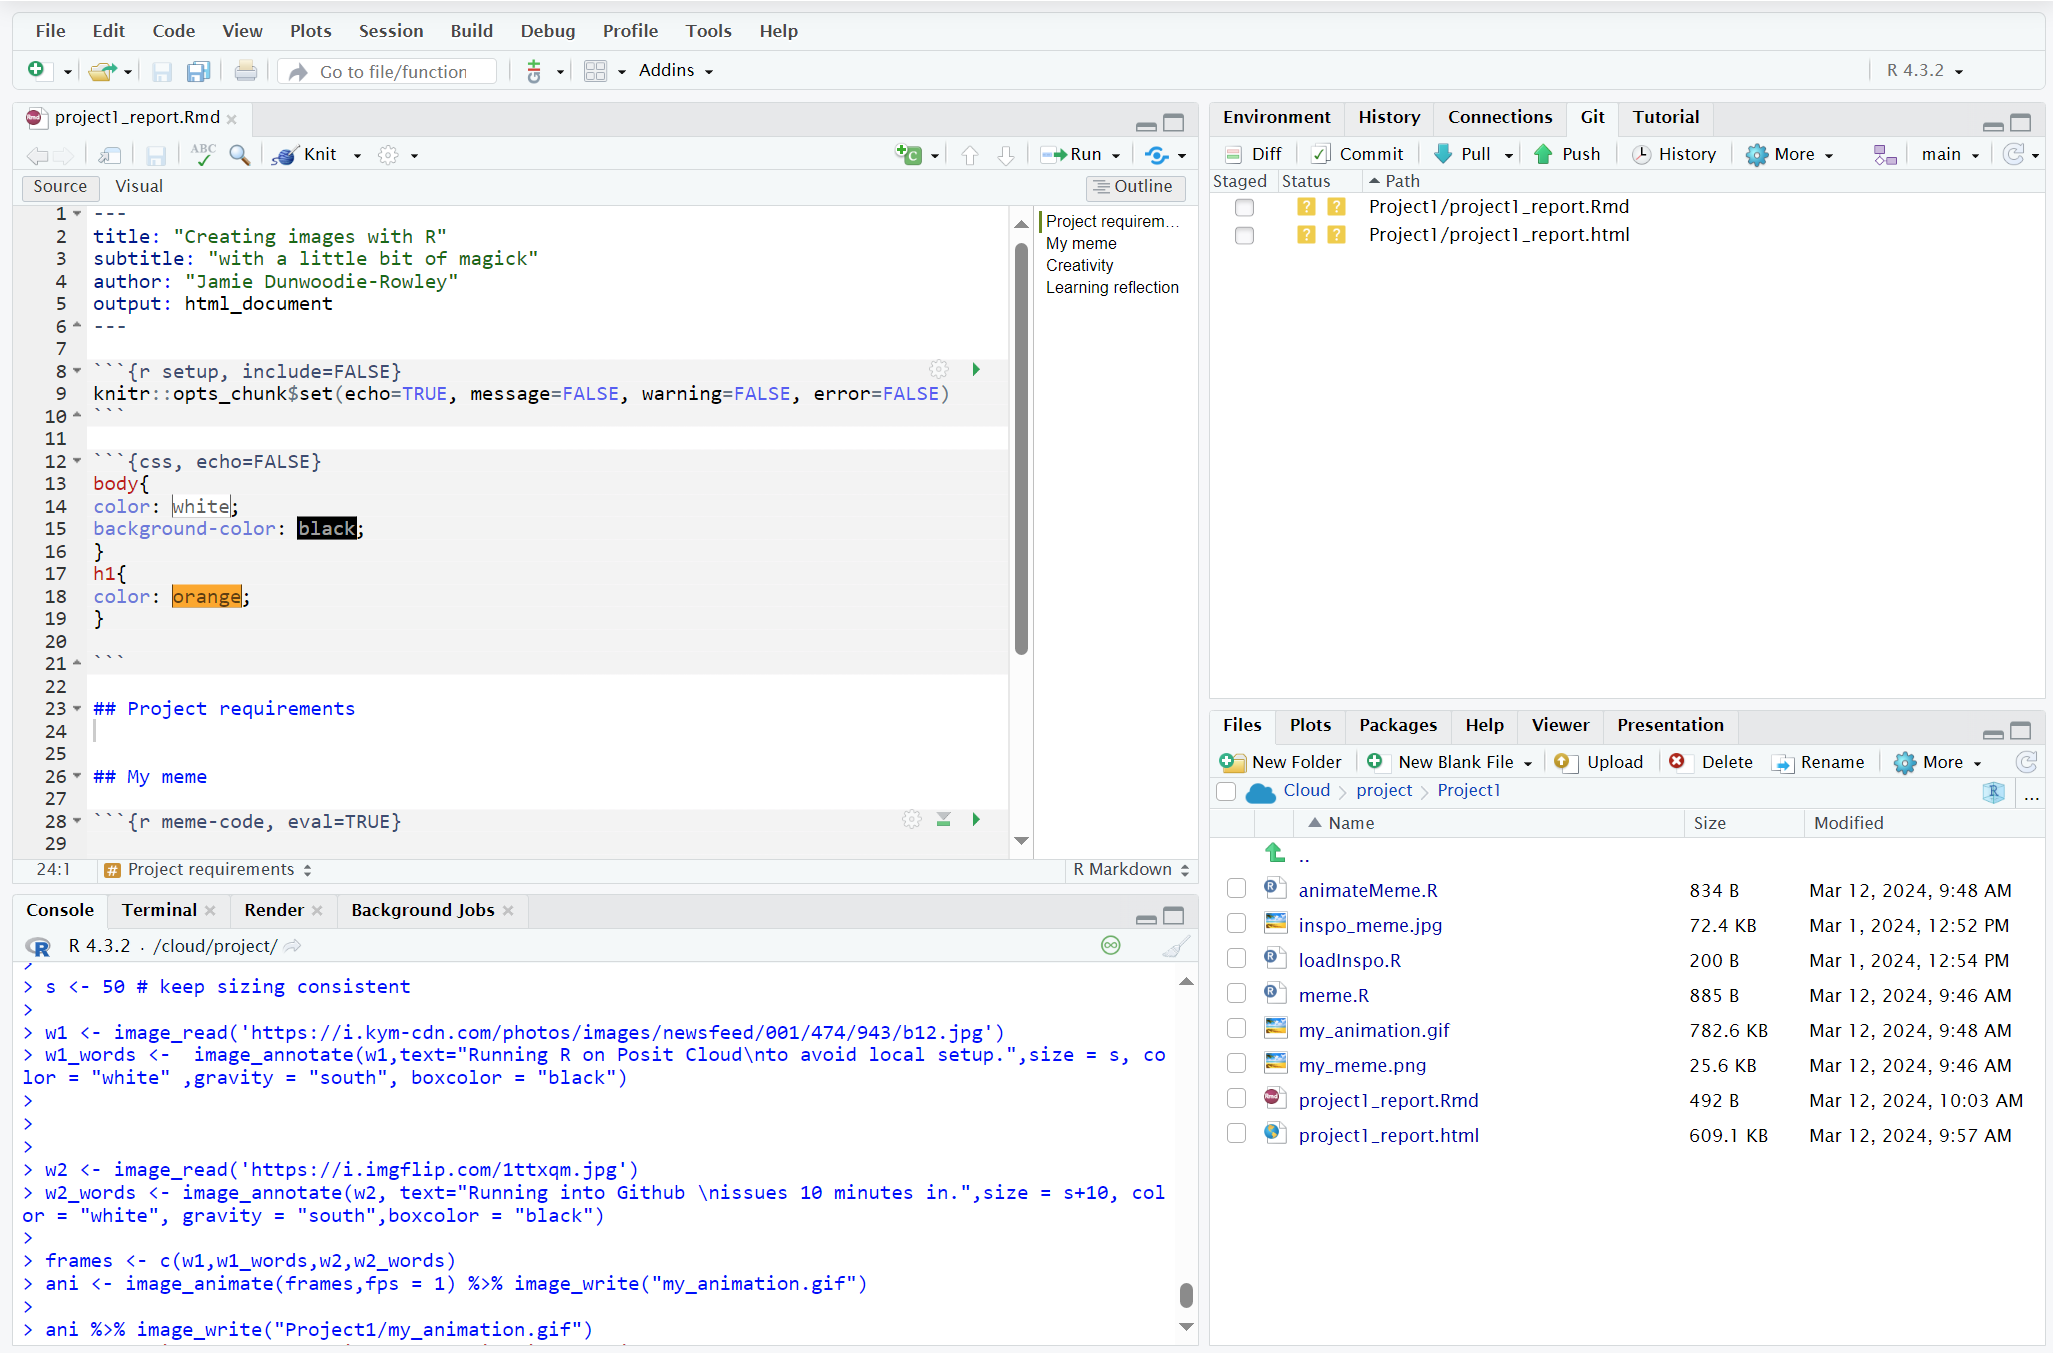 File Edit Code View Plots Session Build Debug Profile Tools Help
Go to file/function Addins R 4.3.2
project1_report.Rmd
ABC Knit Run
Source Visual Outline
1 ---
2 title: "Creating images with R"
3 subtitle: "with a little bit of magick"
4 author: "Jamie Dunwoodie-Rowley"
5 output: html_document
6 ---
7
8 ```{r setup, include=FALSE}
9 knitr::opts_chunk$set(echo=TRUE, message=FALSE, warning=FALSE, error=FALSE)
10 ```
11
12 ```{css, echo=FALSE}
13 body{
14 color: white;
15 background-color: black;
16 }
17 h1{
18 color: orange;
19 }
20
21 ```
22
23 ## Project requirements
24
25
26 ## My meme
27
28 ```{r meme-code, eval=TRUE}
29
Project requirem...
My meme
Creativity
Learning reflection
24:1 # Project requirements R Markdown
Console Terminal Render Background Jobs
R R 4.3.2 · /cloud/project/
>
> s <- 50 # keep sizing consistent
>
> w1 <- image_read('https://i.kym-cdn.com/photos/images/newsfeed/001/474/943/b12.jpg')
> w1_words <-  image_annotate(w1,text="Running R on Posit Cloud\nto avoid local setup.",size = s, co
lor = "white" ,gravity = "south", boxcolor = "black")
>
>
>
> w2 <- image_read('https://i.imgflip.com/1ttxqm.jpg')
> w2_words <- image_annotate(w2, text="Running into Github \nissues 10 minutes in.",size = s+10, col
or = "white", gravity = "south",boxcolor = "black")
>
> frames <- c(w1,w1_words,w2,w2_words)
> ani <- image_animate(frames,fps = 1) %>% image_write("my_animation.gif")
>
> ani %>% image_write("Project1/my_animation.gif")
Environment History Connections Git Tutorial
Diff Commit Pull Push History More main
Staged Status Path
? ? Project1/project1_report.Rmd
? ? Project1/project1_report.html
Files Plots Packages Help Viewer Presentation
New Folder New Blank File Upload Delete Rename More
Cloud project Project1 R ...
Name Size Modified
..
animateMeme.R 834 B Mar 12, 2024, 9:48 AM
inspo_meme.jpg 72.4 KB Mar 1, 2024, 12:52 PM
loadInspo.R 200 B Mar 1, 2024, 12:54 PM
meme.R 885 B Mar 12, 2024, 9:46 AM
my_animation.gif 782.6 KB Mar 12, 2024, 9:48 AM
my_meme.png 25.6 KB Mar 12, 2024, 9:46 AM
project1_report.Rmd 492 B Mar 12, 2024, 10:03 AM
project1_report.html 609.1 KB Mar 12, 2024, 9:57 AM